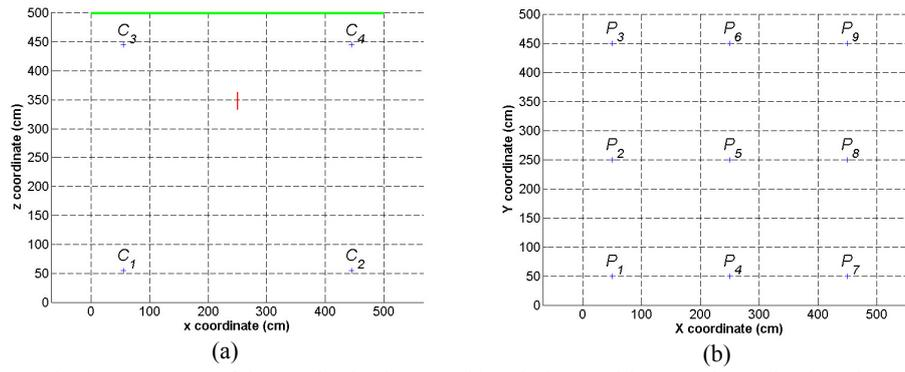 500
450
400
350
300
250
200
150
100
50
0
z coordinate (cm)
C3
C4
C1
C2
0 100 200 300 400 500
x coordinate (cm)
(a)
500
450
400
350
300
250
200
150
100
50
0
Y coordinate (cm)
P3 P6 P9
P2 P5 P8
P1 P4 P7
0 100 200 300 400 500
X coordinate (cm)
(b)